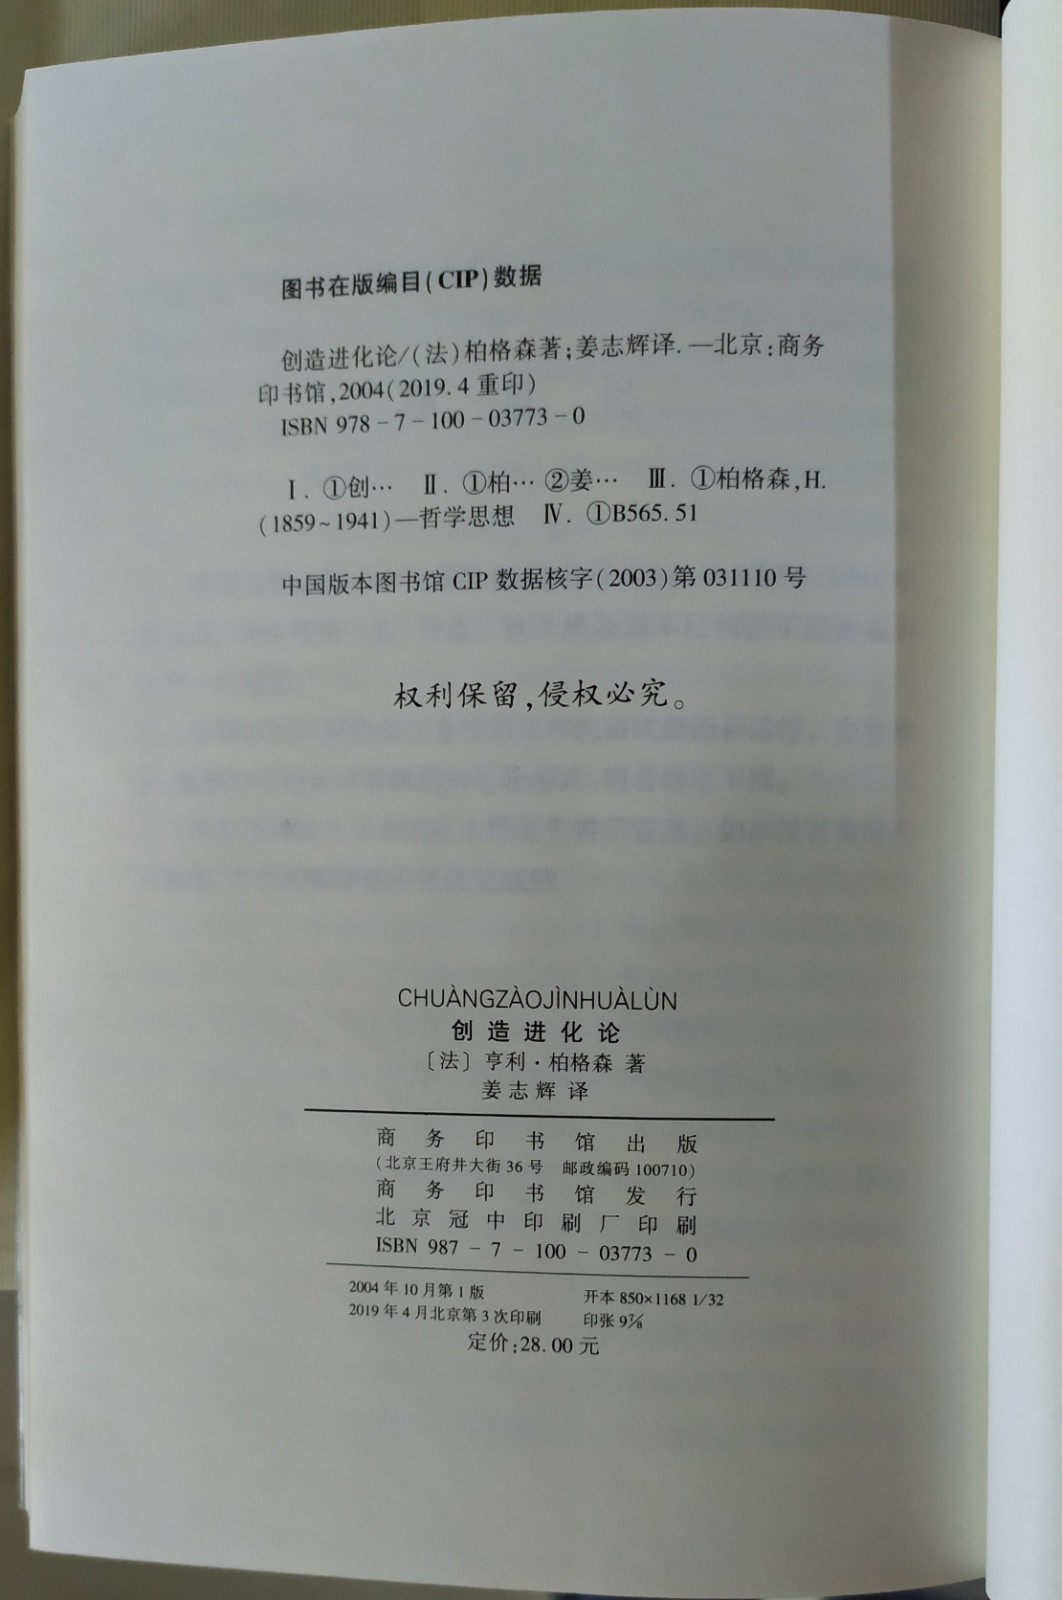 图书在版编目(CIP)数据
创造进化论/(法)柏格森著;姜志辉译.—北京:商务
印书馆,2004(2019.4重印)
ISBN 978-7-100-03773-0
Ⅰ.①创… Ⅱ.①柏… ②姜… Ⅲ.①柏格森,H.
(1859~1941)—哲学思想 Ⅳ.①B565.51
中国版本图书馆CIP数据核字(2003)第031110号
权利保留,侵权必究。
CHUÀNGZÀOJÌNHUÀLÙN
创造进化论
〔法〕亨利·柏格森 著
姜志辉 译
商务印书馆出版
(北京王府井大街36号 邮政编码100710)
商务印书馆发行
北京冠中印刷厂印刷
ISBN 987-7-100-03773-0
2004年10月第1版 开本850×1168 1/32
2019年4月北京第3次印刷 印张9⅞
定价:28.00元